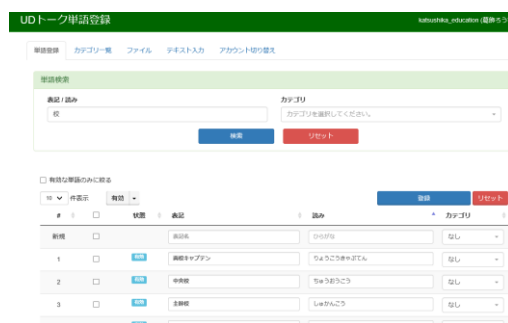 UDトーク単語登録
katsushika_education (葛飾ろう
単語登録 カテゴリ一覧 ファイル テキスト入力 アカウント切り替え
単語検索
表記 / 読み カテゴリ
校 カテゴリを選択してください。
検索 リセット
有効な単語のみに絞る
10 件表示 有効 登録 リセット
# 状態 表記 読み カテゴリ
新規 表記名 ひらがな なし
1 有効 両校キャプテン りょうこうきゃぷてん なし
2 有効 中央校 ちゅうおうこう なし
3 有効 主幹校 しゅかんこう なし